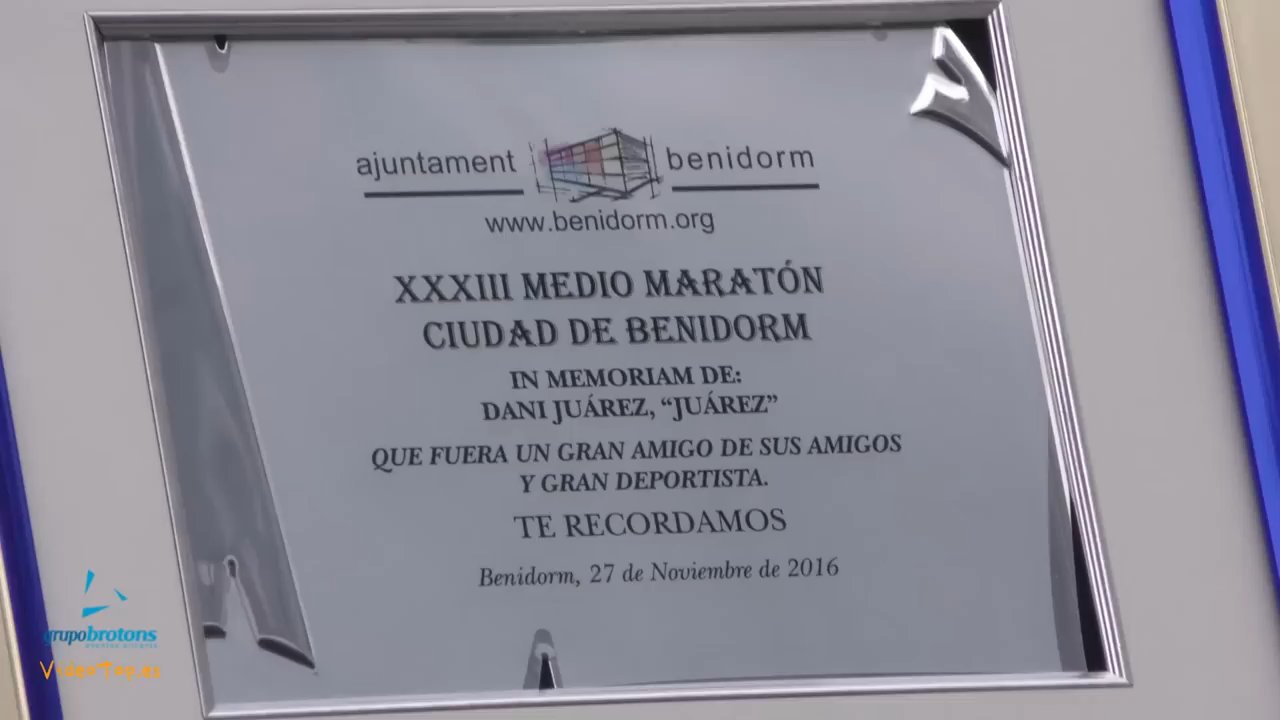 ajuntament benidorm
www.benidorm.org
XXXIII MEDIO MARATÓN
CIUDAD DE BENIDORM
IN MEMORIAM DE:
DANI JUÁREZ, “JUÁREZ”
QUE FUERA UN GRAN AMIGO DE SUS AMIGOS
Y GRAN DEPORTISTA.
TE RECORDAMOS
Benidorm, 27 de Noviembre de 2016
grupobrotons
VideoTop.es